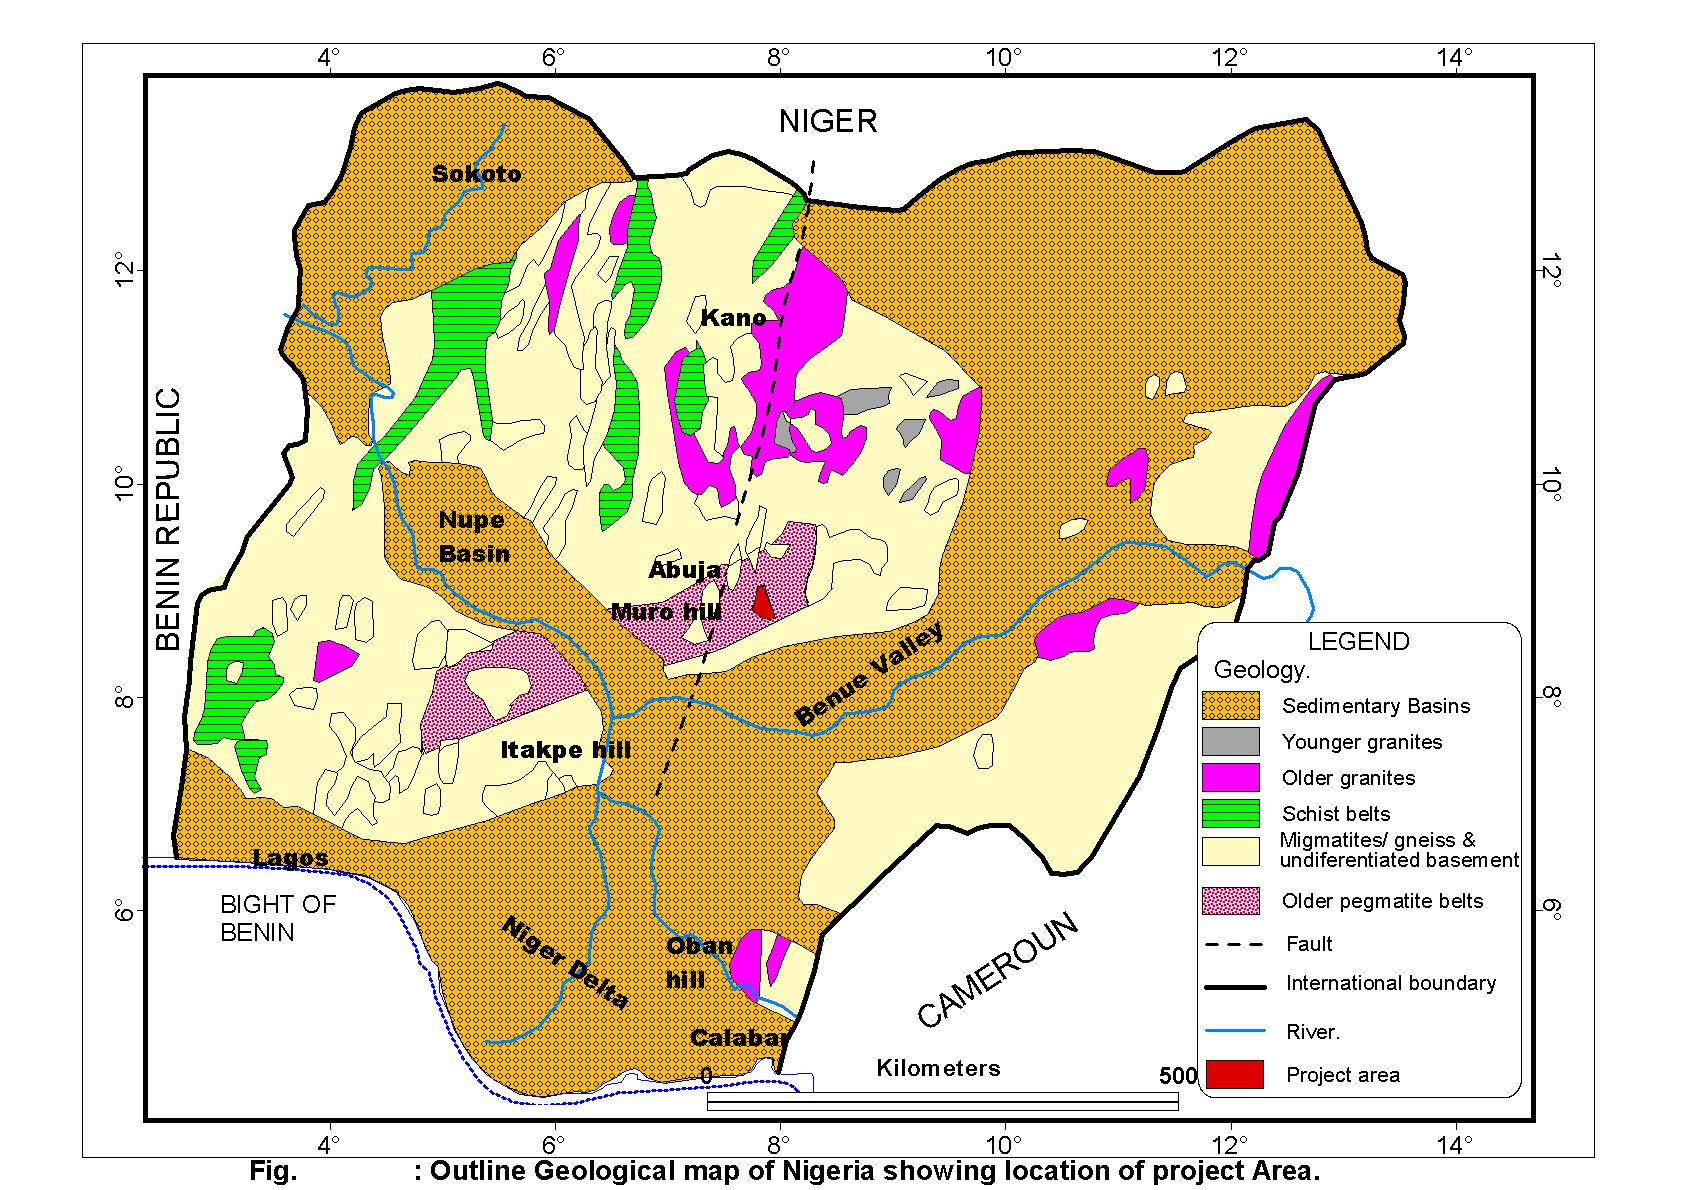 4° 6° 8° 10° 12° 14°
NIGER
Sokoto
12° 12°
Kano
BENIN REPUBLIC
10° 10°
Nupe
Basin
Abuja
Muro hill
Benue Valley
8° 8°
Itakpe hill
Lagos
6° 6°
BIGHT OF
BENIN
Niger Delta
Oban
hill
CAMEROUN
Calabar
Kilometers
0 500
LEGEND
Geology.
Sedimentary Basins
Younger granites
Older granites
Schist belts
Migmatites/ gneiss &
undiferentiated basement
Older pegmatite belts
Fault
International boundary
River.
Project area
4° 6° 8° 10° 12° 14°
Fig. : Outline Geological map of Nigeria showing location of project Area.